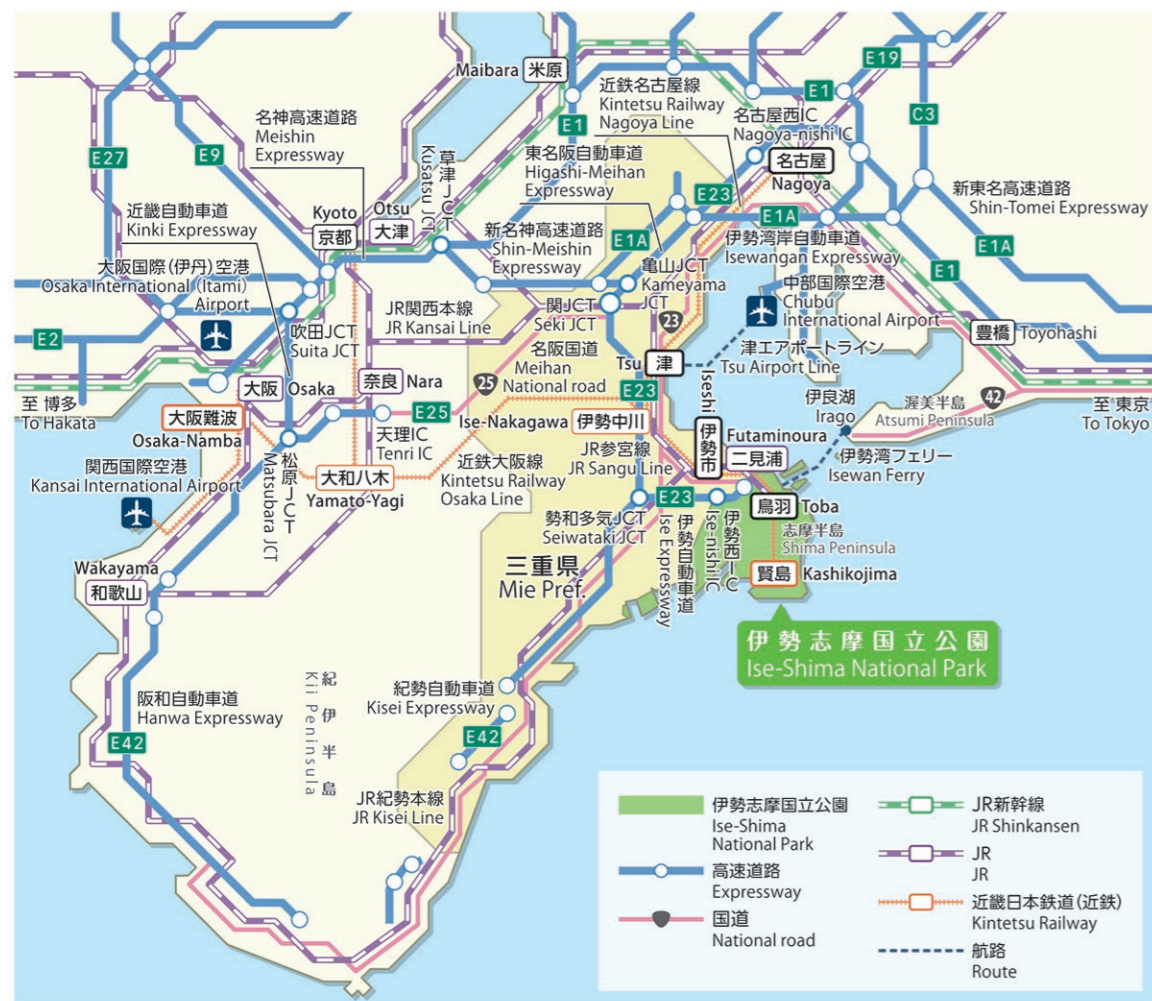 Maibara
米原
E19
近鉄名古屋線
Kintetsu Railway
Nagoya Line
E1
名神高速道路
Meishin
Expressway
E1
C3
名古屋西IC
Nagoya-nishi IC
E27
E9
草津JCT
Kusatsu JCT
東名阪自動車道
Higashi-Meihan
Expressway
名古屋
Nagoya
E23
新東名高速道路
Shin-Tomei Expressway
近畿自動車道
Kinki Expressway
Kyoto
京都
Otsu
大津
新名神高速道路
Shin-Meishin
Expressway
E1A
E1A
伊勢湾岸自動車道
Isewangan Expressway
E1A
E1
大阪国際(伊丹)空港
Osaka International (Itami)
Airport
亀山JCT
Kameyama
JCT
中部国際空港
Chubu
International Airport
JR関西本線
JR Kansai Line
関JCT
Seki JCT
23
E2
吹田JCT
Suita JCT
豊橋
Toyohashi
名阪国道
Meihan
National road
Tsu
津
津エアポートライン
Tsu Airport Line
大阪
Osaka
奈良
Nara
25
E23
至 博多
To Hakata
伊良湖
Irago
渥美半島
Atsumi Peninsula
42
至 東京
To Tokyo
大阪難波
Osaka-Namba
E25
天理IC
Tenri IC
Ise-Nakagawa
伊勢中川
Iseshi
伊勢市
Futaminoura
二見浦
伊勢湾フェリー
Isewan Ferry
関西国際空港
Kansai International Airport
松原JCT
Matsubara JCT
大和八木
Yamato-Yagi
近鉄大阪線
Kintetsu Railway
Osaka Line
JR参宮線
JR Sangu Line
E23
鳥羽
Toba
勢和多気JCT
Seiwataki JCT
伊勢自動車道
Ise Expressway
伊勢西IC
Ise-nishi IC
志摩半島
Shima Peninsula
Wakayama
和歌山
三重県
Mie Pref.
賢島
Kashikojima
伊勢志摩国立公園
Ise-Shima National Park
紀伊半島
Kii Peninsula
阪和自動車道
Hanwa Expressway
紀勢自動車道
Kisei Expressway
E42
E42
JR紀勢本線
JR Kisei Line
伊勢志摩国立公園
Ise-Shima
National Park
高速道路
Expressway
国道
National road
JR新幹線
JR Shinkansen
JR
JR
近畿日本鉄道(近鉄)
Kintetsu Railway
航路
Route